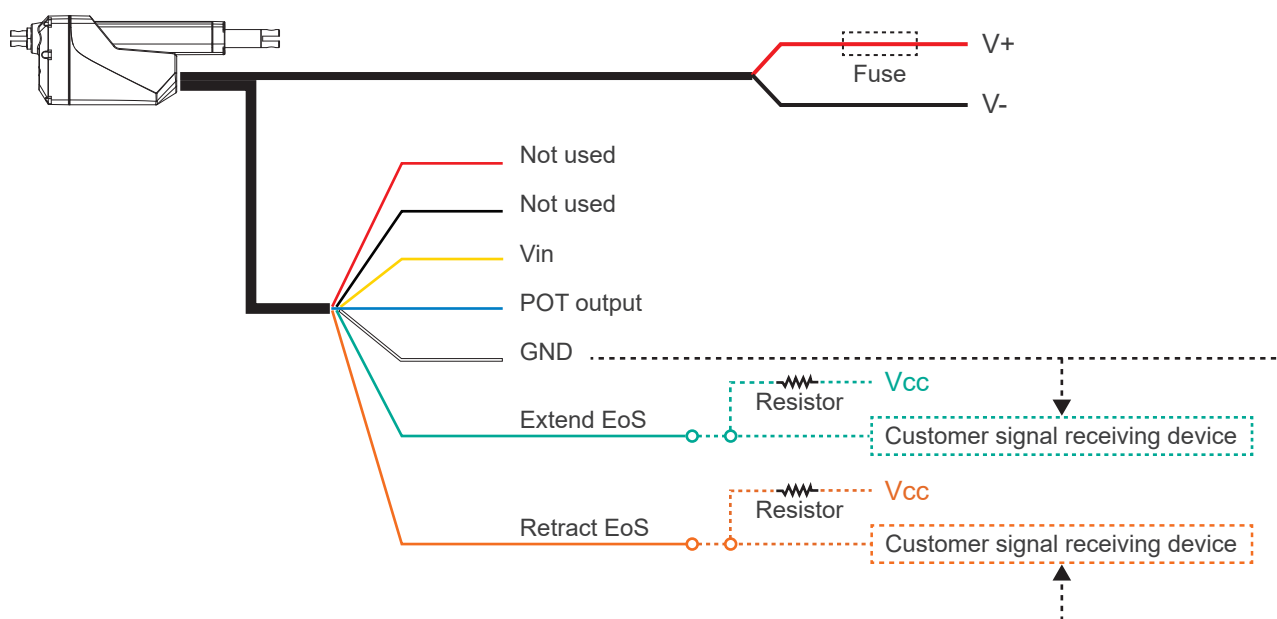 V+
Fuse
V-
Not used
Not used
Vin
POT output
GND
Vcc
Resistor
Extend EoS
Customer signal receiving device
Vcc
Resistor
Retract EoS
Customer signal receiving device